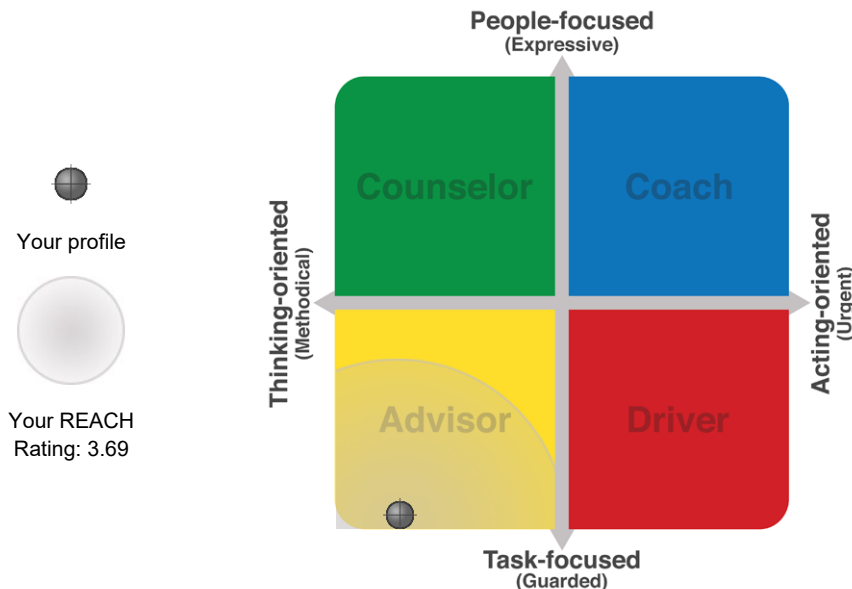 People-focused
(Expressive)
Counselor
Coach
Your profile
Thinking-oriented
(Methodical)
Acting-oriented
(Urgent)
Your REACH
Rating: 3.69
Advisor
Driver
Task-focused
(Guarded)